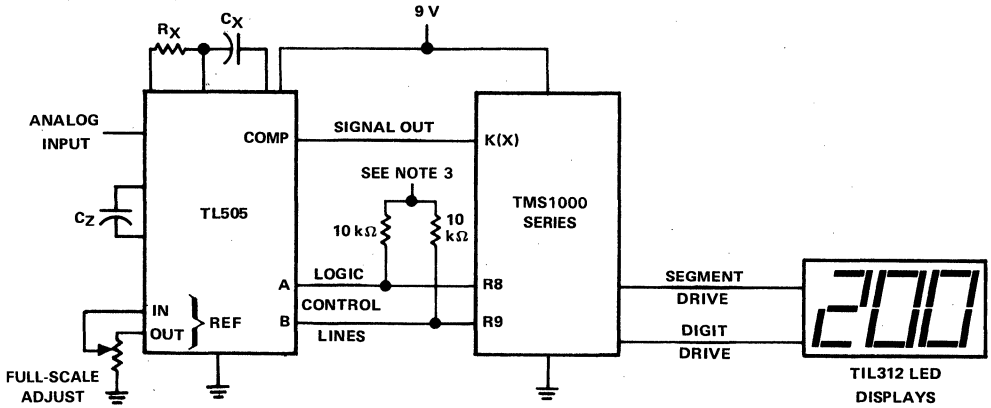 9 V
RX
CX
ANALOG
INPUT
COMP
SIGNAL OUT
K(X)
SEE NOTE 3
TL505
CZ
10 kΩ
10
kΩ
TMS1000
SERIES
A
LOGIC
R8
CONTROL
B
LINES
R9
IN
OUT
REF
SEGMENT
DRIVE
DIGIT
DRIVE
200
FULL-SCALE
ADJUST
TIL312 LED
DISPLAYS